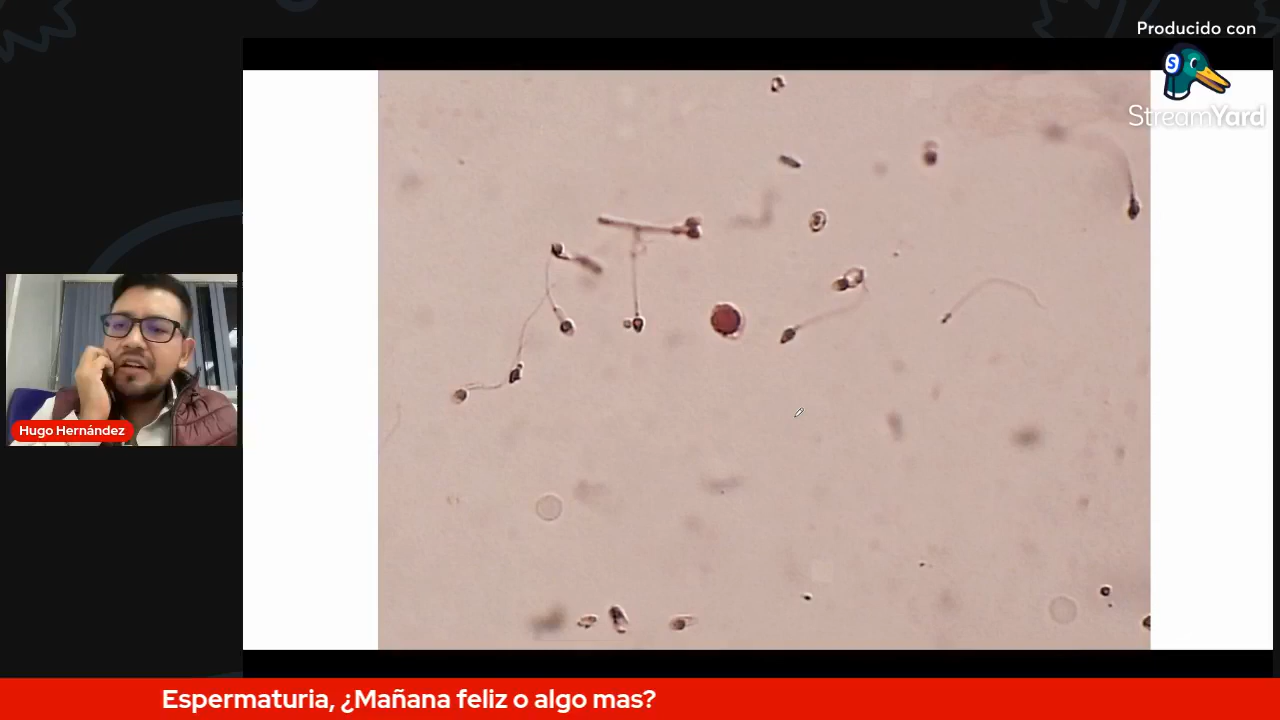 Producido con
S
StreamYard
Hugo Hernández
Espermaturia, ¿Mañana feliz o algo mas?